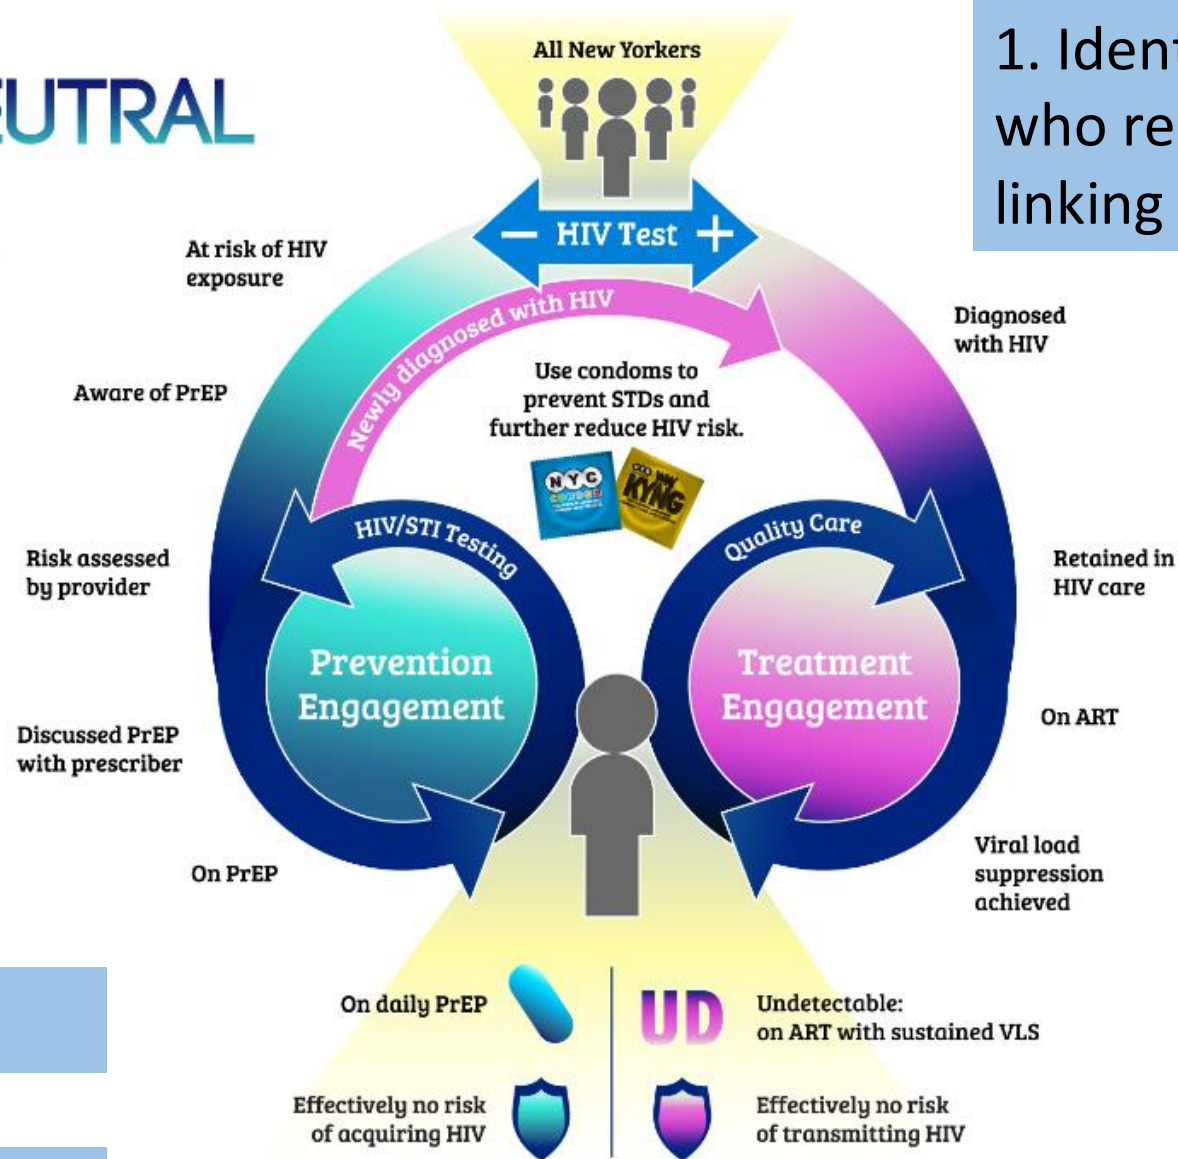 EUTRAL
1. Ident
who re
linking
All New Yorkers
− HIV Test +
At risk of HIV
exposure
Newly diagnosed with HIV
Diagnosed
with HIV
Aware of PrEP
Use condoms to
prevent STDs and
further reduce HIV risk.
NYC
CONDOM
KYNG
HIV/STI Testing
Quality Care
Risk assessed
by provider
Retained in
HIV care
Prevention
Engagement
Treatment
Engagement
Discussed PrEP
with prescriber
On ART
On PrEP
Viral load
suppression
achieved
On daily PrEP
UD
Undetectable:
on ART with sustained VLS
Effectively no risk
of acquiring HIV
Effectively no risk
of transmitting HIV